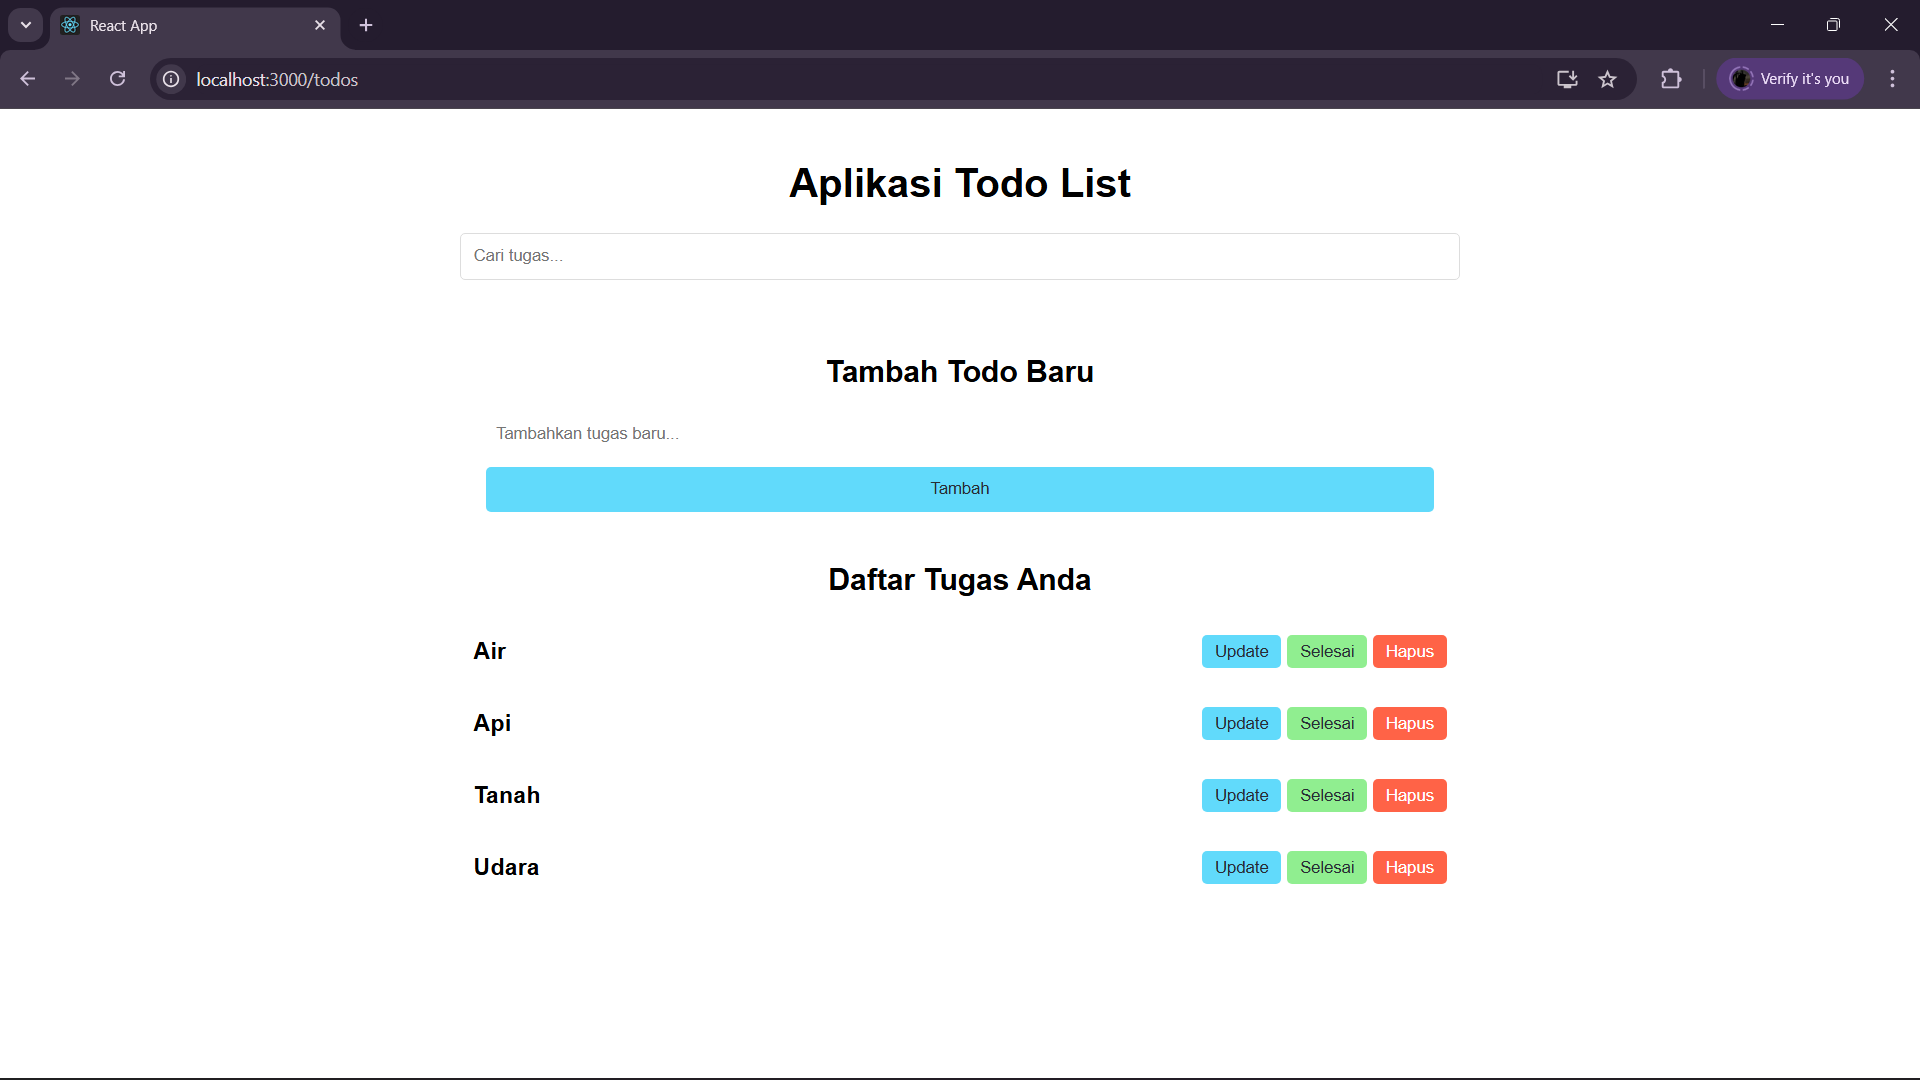 React App
localhost:3000/todos
Verify it's you
Aplikasi Todo List
Cari tugas...
Tambah Todo Baru
Tambahkan tugas baru...
Tambah
Daftar Tugas Anda
Air Update Selesai Hapus
Api Update Selesai Hapus
Tanah Update Selesai Hapus
Udara Update Selesai Hapus